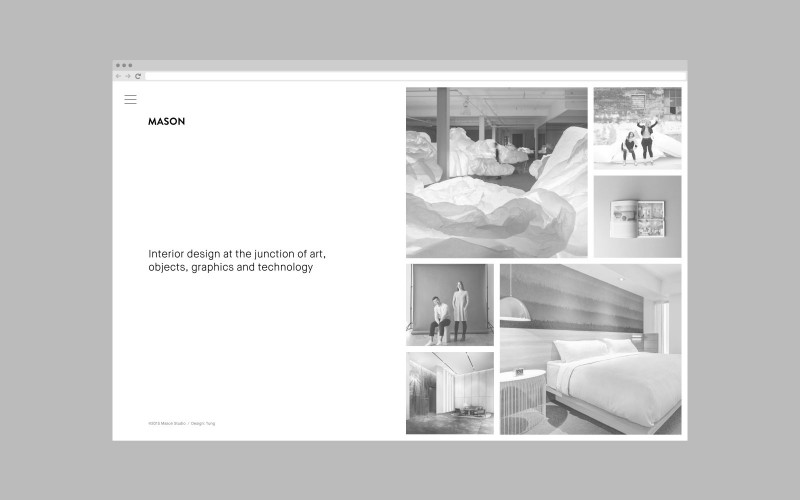 MASON
Interior design at the junction of art,
objects, graphics and technology
©2015 Mason Studio / Design: Tung